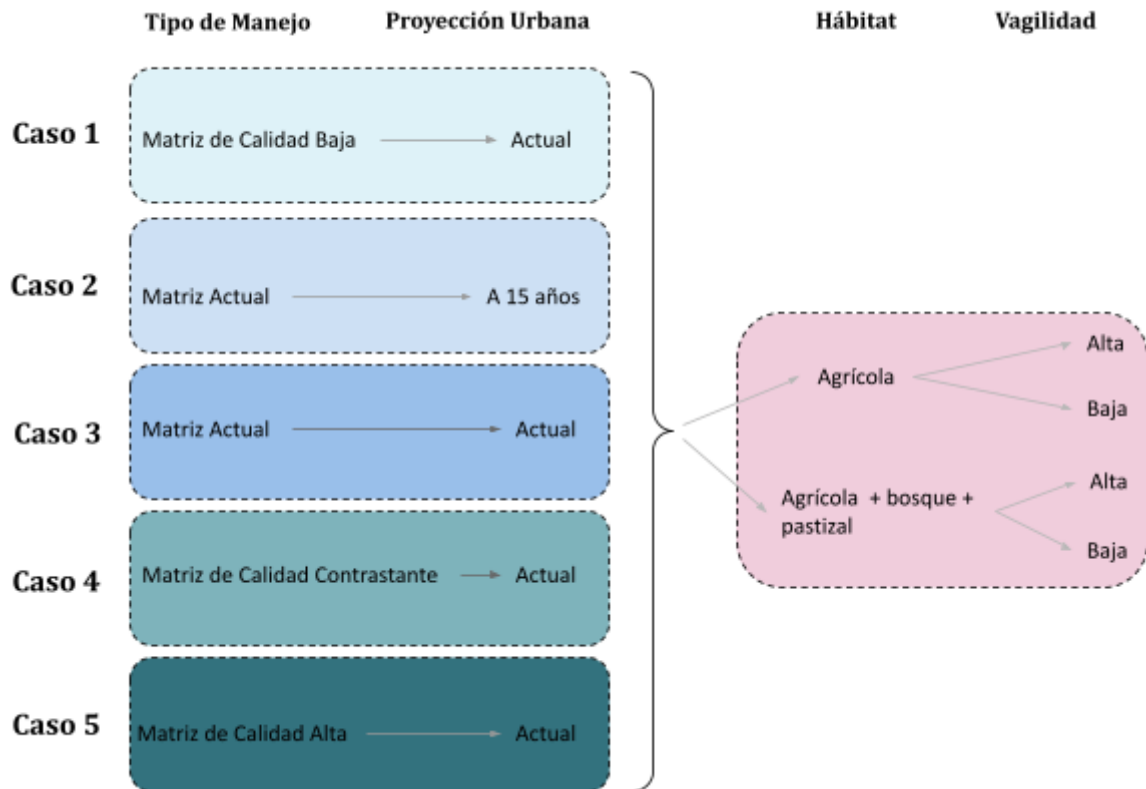 Tipo de Manejo Proyección Urbana Hábitat Vagilidad
Caso 1 Matriz de Calidad Baja Actual
Caso 2 Matriz Actual A 15 años
Caso 3 Matriz Actual Actual
Caso 4 Matriz de Calidad Contrastante Actual
Caso 5 Matriz de Calidad Alta Actual
Agrícola
Alta
Baja
Agrícola + bosque +
pastizal
Alta
Baja